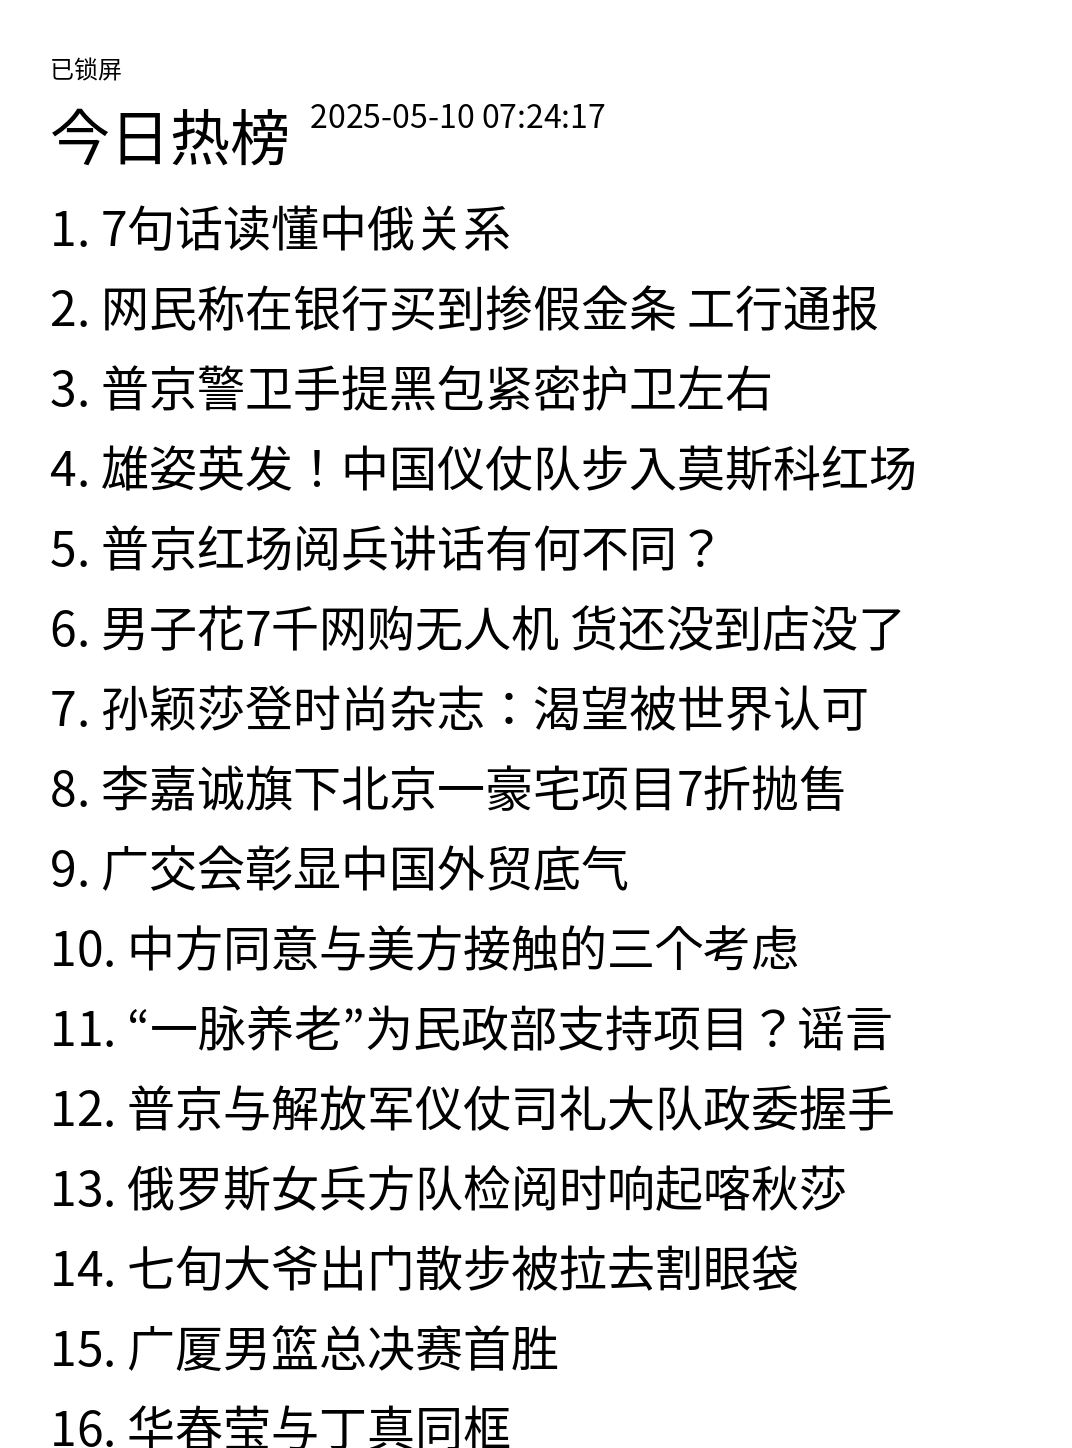 已锁屏
今日热榜 2025-05-10 07:24:17
1. 7句话读懂中俄关系
2. 网民称在银行买到掺假金条 工行通报
3. 普京警卫手提黑包紧密护卫左右
4. 雄姿英发！中国仪仗队步入莫斯科红场
5. 普京红场阅兵讲话有何不同？
6. 男子花7千网购无人机 货还没到店没了
7. 孙颖莎登时尚杂志：渴望被世界认可
8. 李嘉诚旗下北京一豪宅项目7折抛售
9. 广交会彰显中国外贸底气
10. 中方同意与美方接触的三个考虑
11. “一脉养老”为民政部支持项目？谣言
12. 普京与解放军仪仗司礼大队政委握手
13. 俄罗斯女兵方队检阅时响起喀秋莎
14. 七旬大爷出门散步被拉去割眼袋
15. 广厦男篮总决赛首胜
16. 华春莹与丁真同框